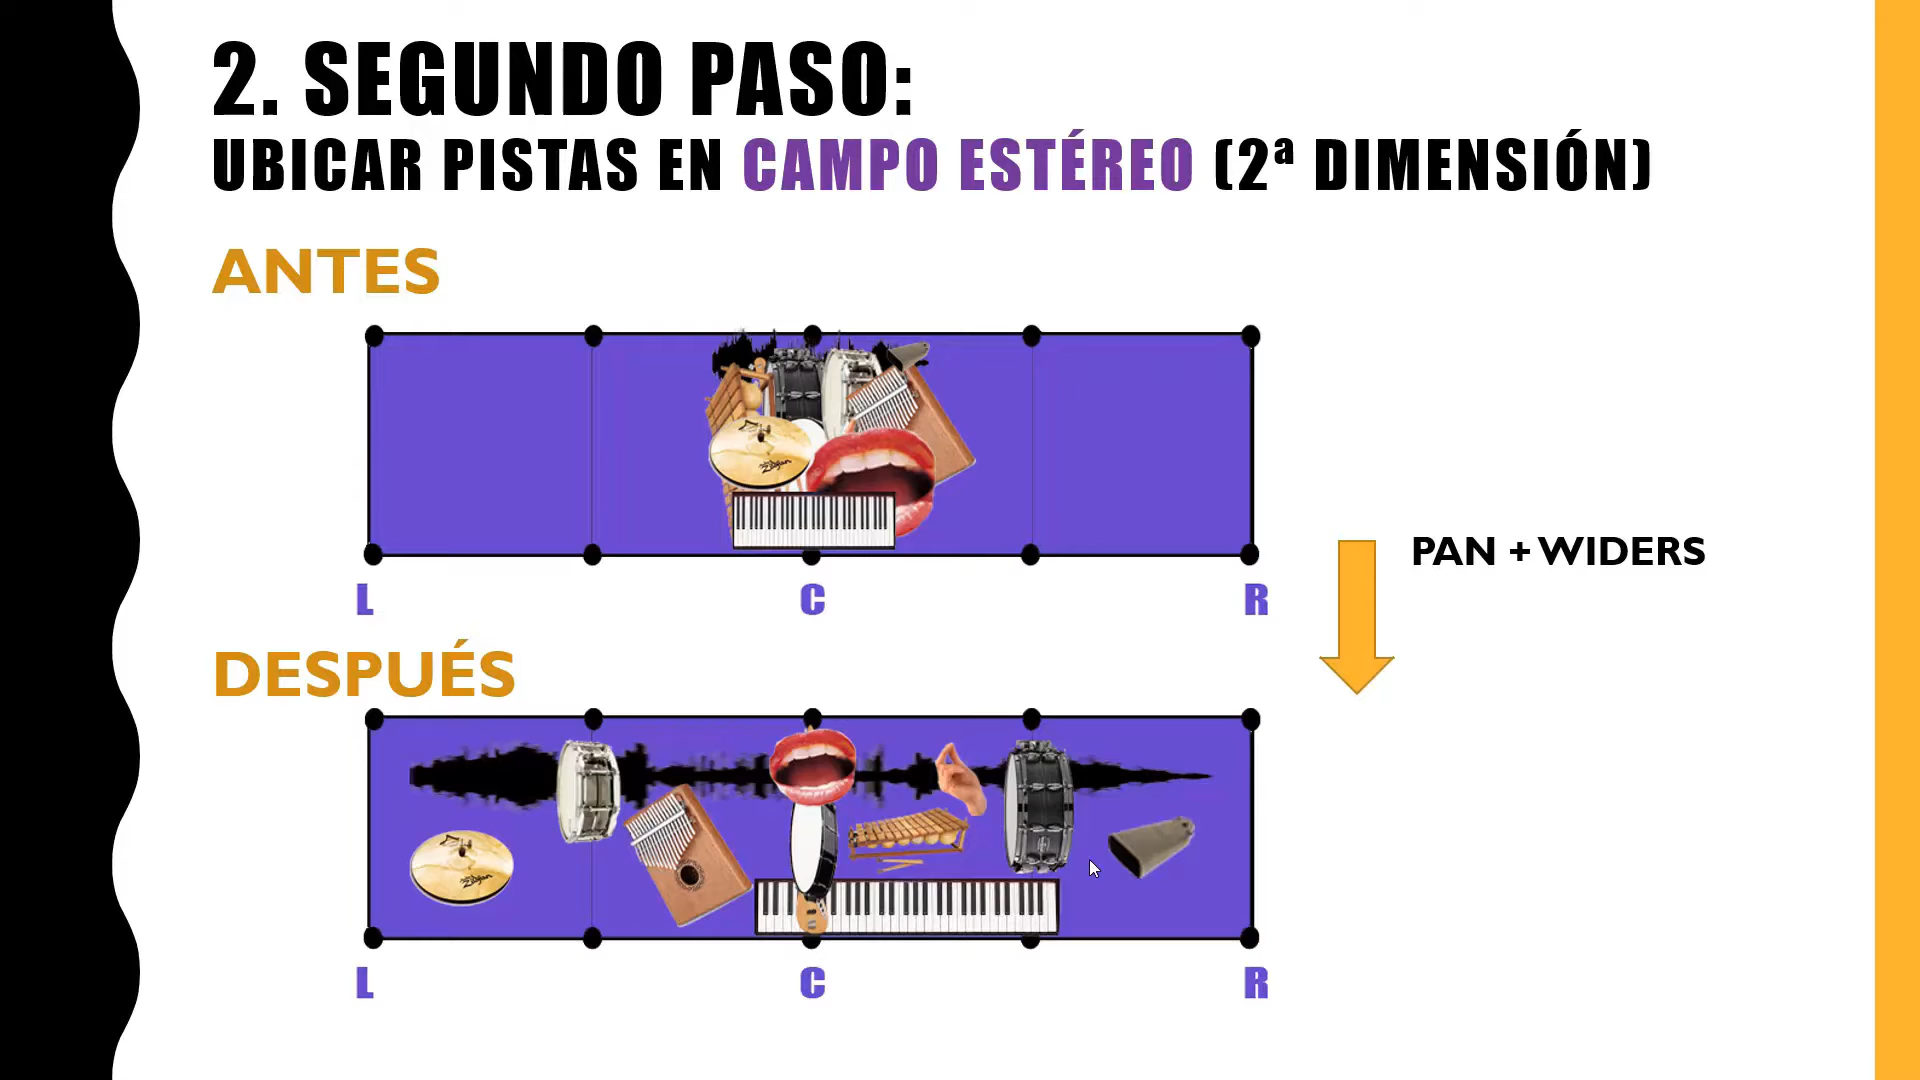 2. SEGUNDO PASO:
UBICAR PISTAS EN CAMPO ESTÉREO (2ª DIMENSIÓN)
ANTES
L C R
PAN + WIDERS
DESPUÉS
L C R